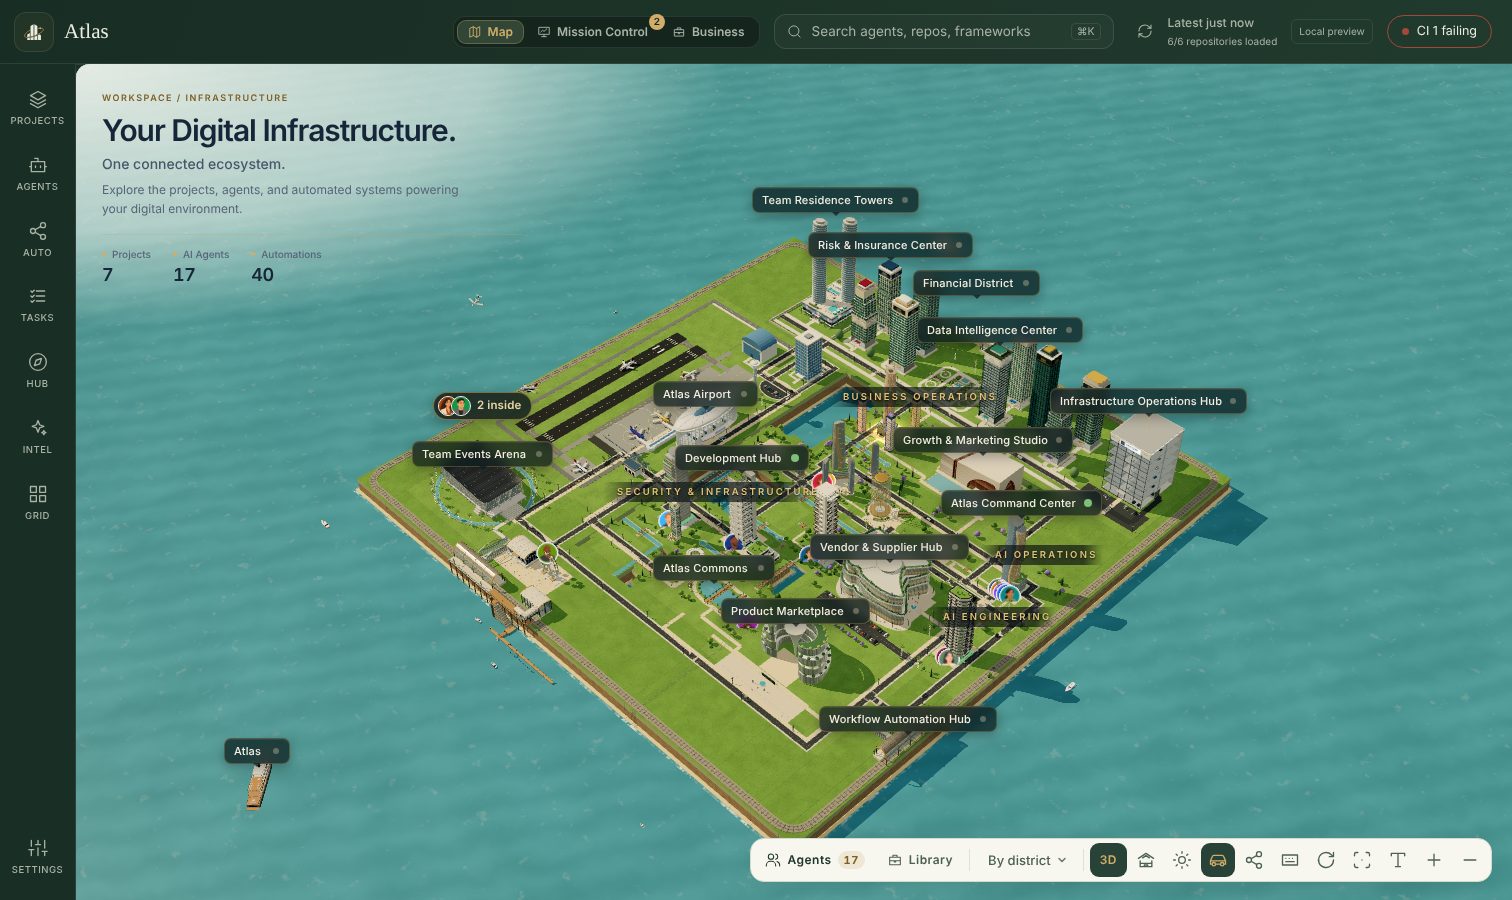 Atlas
Map
Mission Control
2
Business
Search agents, repos, frameworks
⌘K
Latest just now
6/6 repositories loaded
Local preview
CI 1 failing
PROJECTS
AGENTS
AUTO
TASKS
HUB
INTEL
GRID
SETTINGS
WORKSPACE / INFRASTRUCTURE
Your Digital Infrastructure.
One connected ecosystem.
Explore the projects, agents, and automated systems powering
your digital environment.
Projects
7
AI Agents
17
Automations
40
Team Residence Towers
Risk & Insurance Center
Financial District
Data Intelligence Center
Atlas Airport
BUSINESS OPERATIONS
Infrastructure Operations Hub
2 inside
Growth & Marketing Studio
Team Events Arena
Development Hub
SECURITY & INFRASTRUCTURE
Atlas Command Center
Vendor & Supplier Hub
AI OPERATIONS
Atlas Commons
Product Marketplace
AI ENGINEERING
Workflow Automation Hub
Atlas
Agents 17
Library
By district
3D